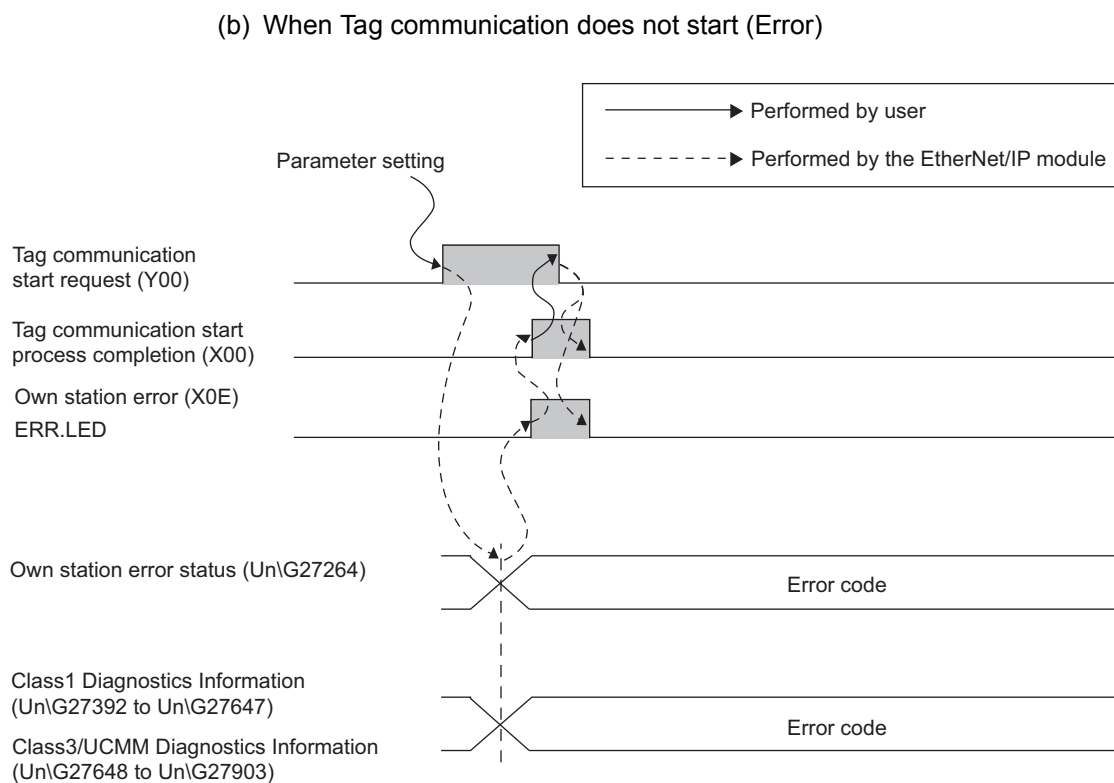 (b) When Tag communication does not start (Error)
Performed by user
Parameter setting
Performed by the EtherNet/IP module
Tag communication
start request (Y00)
Tag communication start
process completion (X00)
Own station error (X0E)
ERR.LED
Own station error status (Un\G27264)
Error code
Class1 Diagnostics Information
(Un\G27392 to Un\G27647)
Error code
Class3/UCMM Diagnostics Information
(Un\G27648 to Un\G27903)